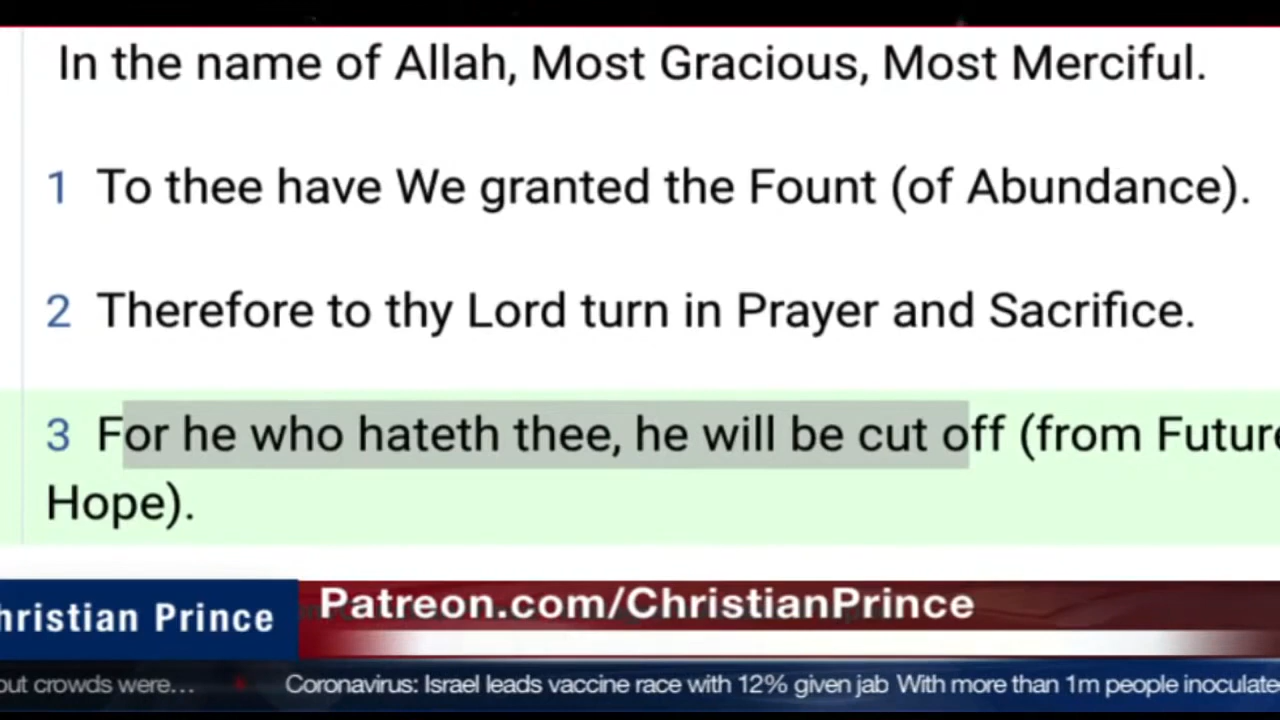 In the name of Allah, Most Gracious, Most Merciful.
1 To thee have We granted the Fount (of Abundance).
2 Therefore to thy Lord turn in Prayer and Sacrifice.
3 For he who hateth thee, he will be cut off (from Future
Hope).
hristian Prince
Patreon.com/ChristianPrince
out crowds were... Coronavirus: Israel leads vaccine race with 12% given jab With more than 1m people inoculate